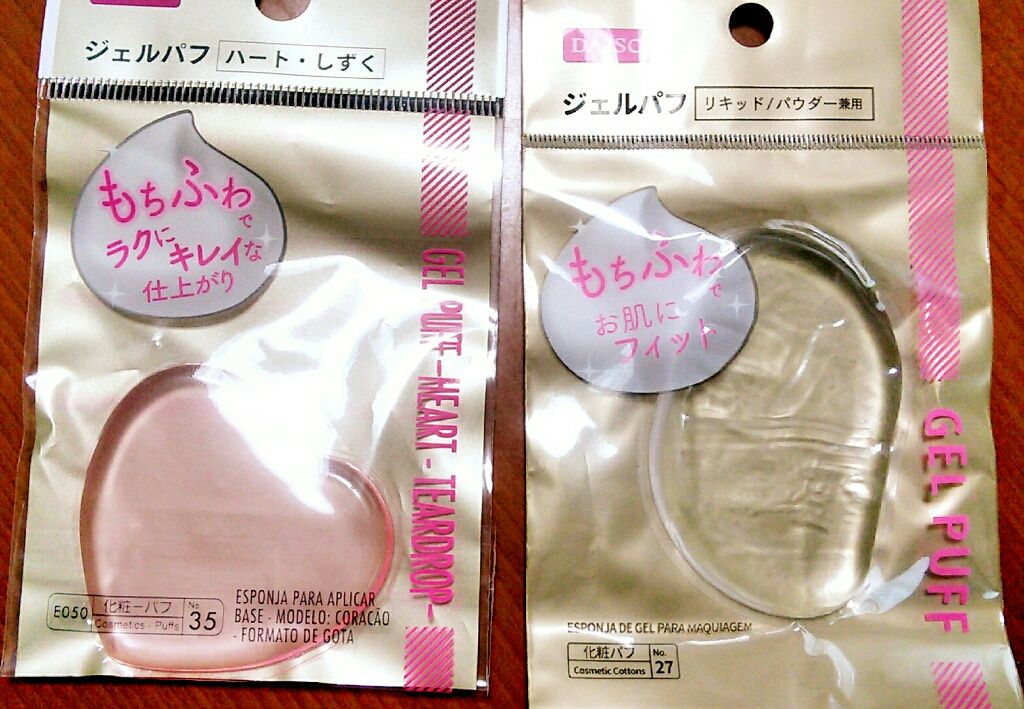 ジェルパフ ハート・しずく
もちふわで
ラクにキレイな
仕上がり
GEL PUFF-HEART・TEARDROP-
E050 化粧ーパフ No. 35
Cosmetics - Puffs
ESPONJA PARA APLICAR
BASE - MODELO: CORAÇÃO
- FORMATO DE GOTA
DAISO
ジェルパフ リキッド/パウダー兼用
もちふわで
お肌に
フィット
GEL PUFF
ESPONJA DE GEL PARA MAQUIAGEM
化粧パフ No. 27
Cosmetic Cottons